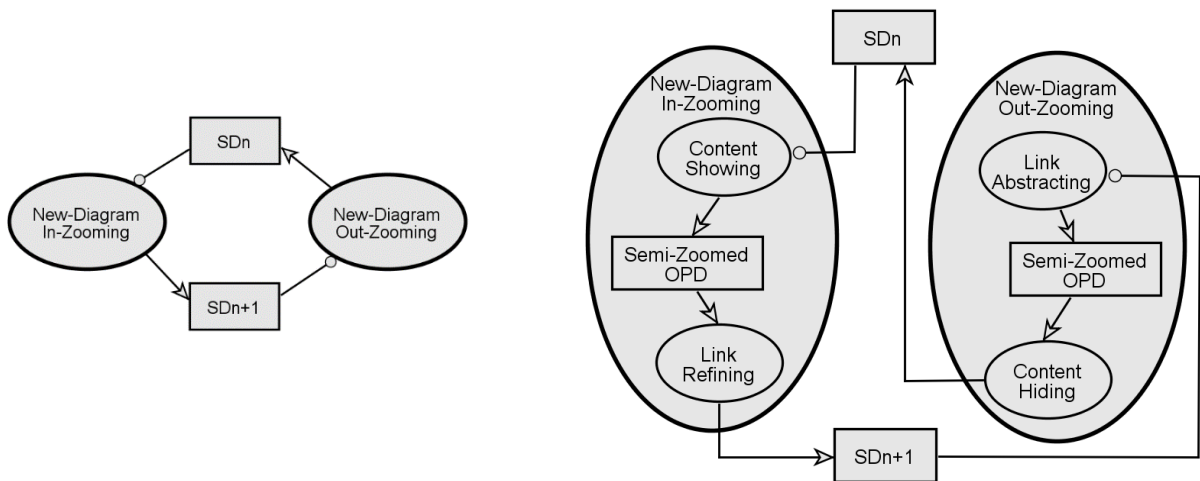 SDn
New-Diagram
In-Zooming
New-Diagram
Out-Zooming
SDn+1
SDn
New-Diagram
In-Zooming
Content
Showing
Semi-Zoomed
OPD
Link
Refining
New-Diagram
Out-Zooming
Link
Abstracting
Semi-Zoomed
OPD
Content
Hiding
SDn+1